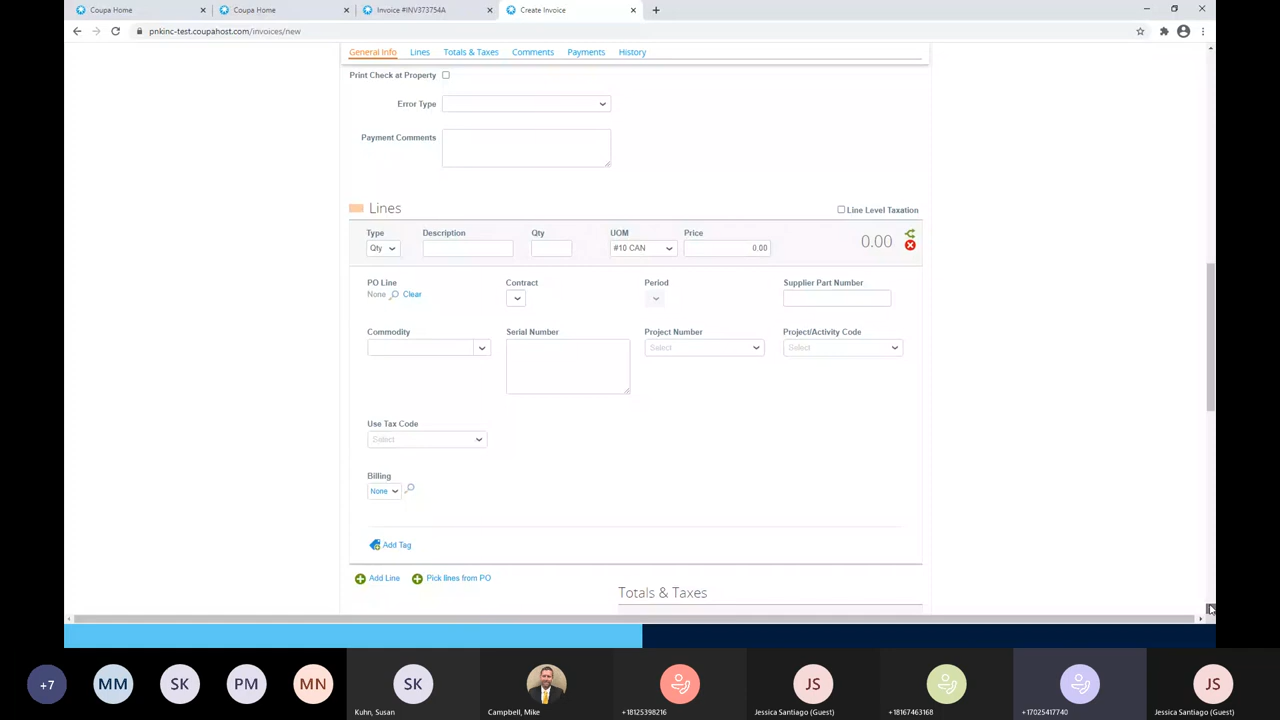 Coupa Home
Coupa Home
Invoice #INV373754A
Create Invoice
pnkinc-test.coupahost.com/invoices/new
General Info Lines Totals & Taxes Comments Payments History
Print Check at Property
Error Type
Payment Comments
Lines
Line Level Taxation
Type Description Qty UOM Price
Qty #10 CAN 0.00 0.00
PO Line Contract Period Supplier Part Number
None Clear
Commodity Serial Number Project Number Project/Activity Code
Select Select
Use Tax Code
Select
Billing
None
Add Tag
Add Line Pick lines from PO
Totals & Taxes
+7 MM SK PM MN SK JS JS
Kuhn, Susan Campbell, Mike +18125398216 Jessica Santiago (Guest) +18167463168 +17025417740 Jessica Santiago (Guest)